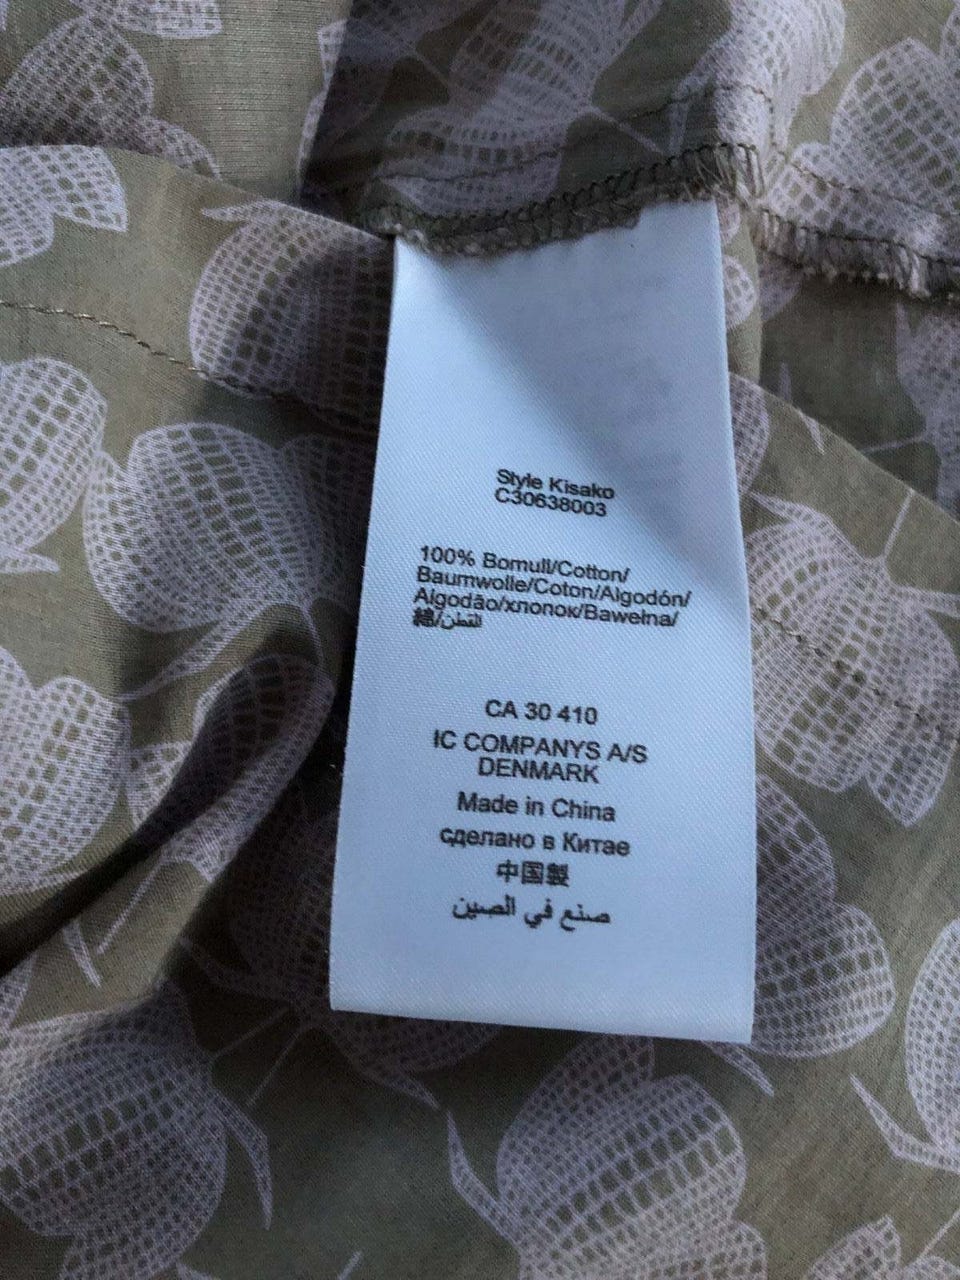 Style Kisako
C30638003
100% Bomull/Cotton/
Baumwolle/Coton/Algodón/
Algodão/хлопок/Bawełna/
綿/القطن
CA 30 410
IC COMPANYS A/S
DENMARK
Made in China
сделано в Китае
中国製
صنع في الصين